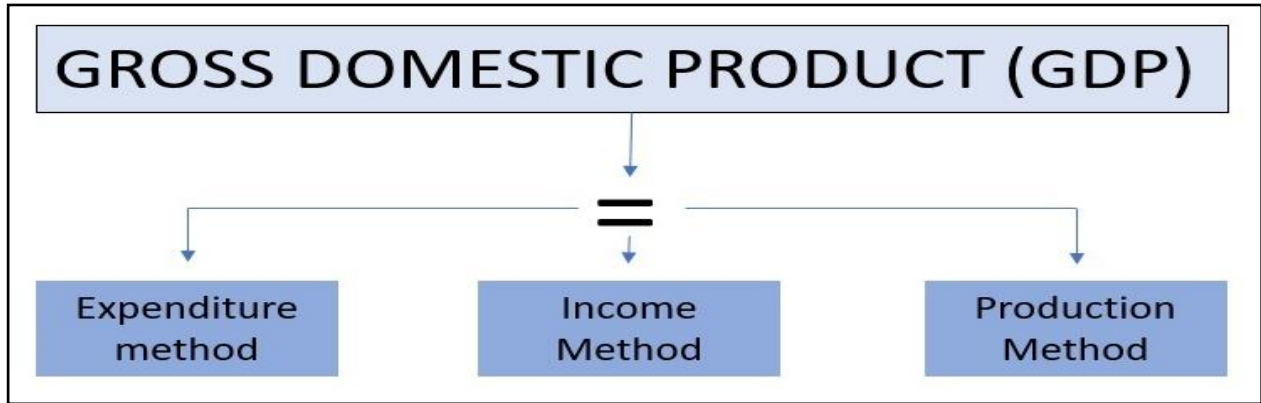 GROSS DOMESTIC PRODUCT (GDP)
=
Expenditure
method
Income
Method
Production
Method